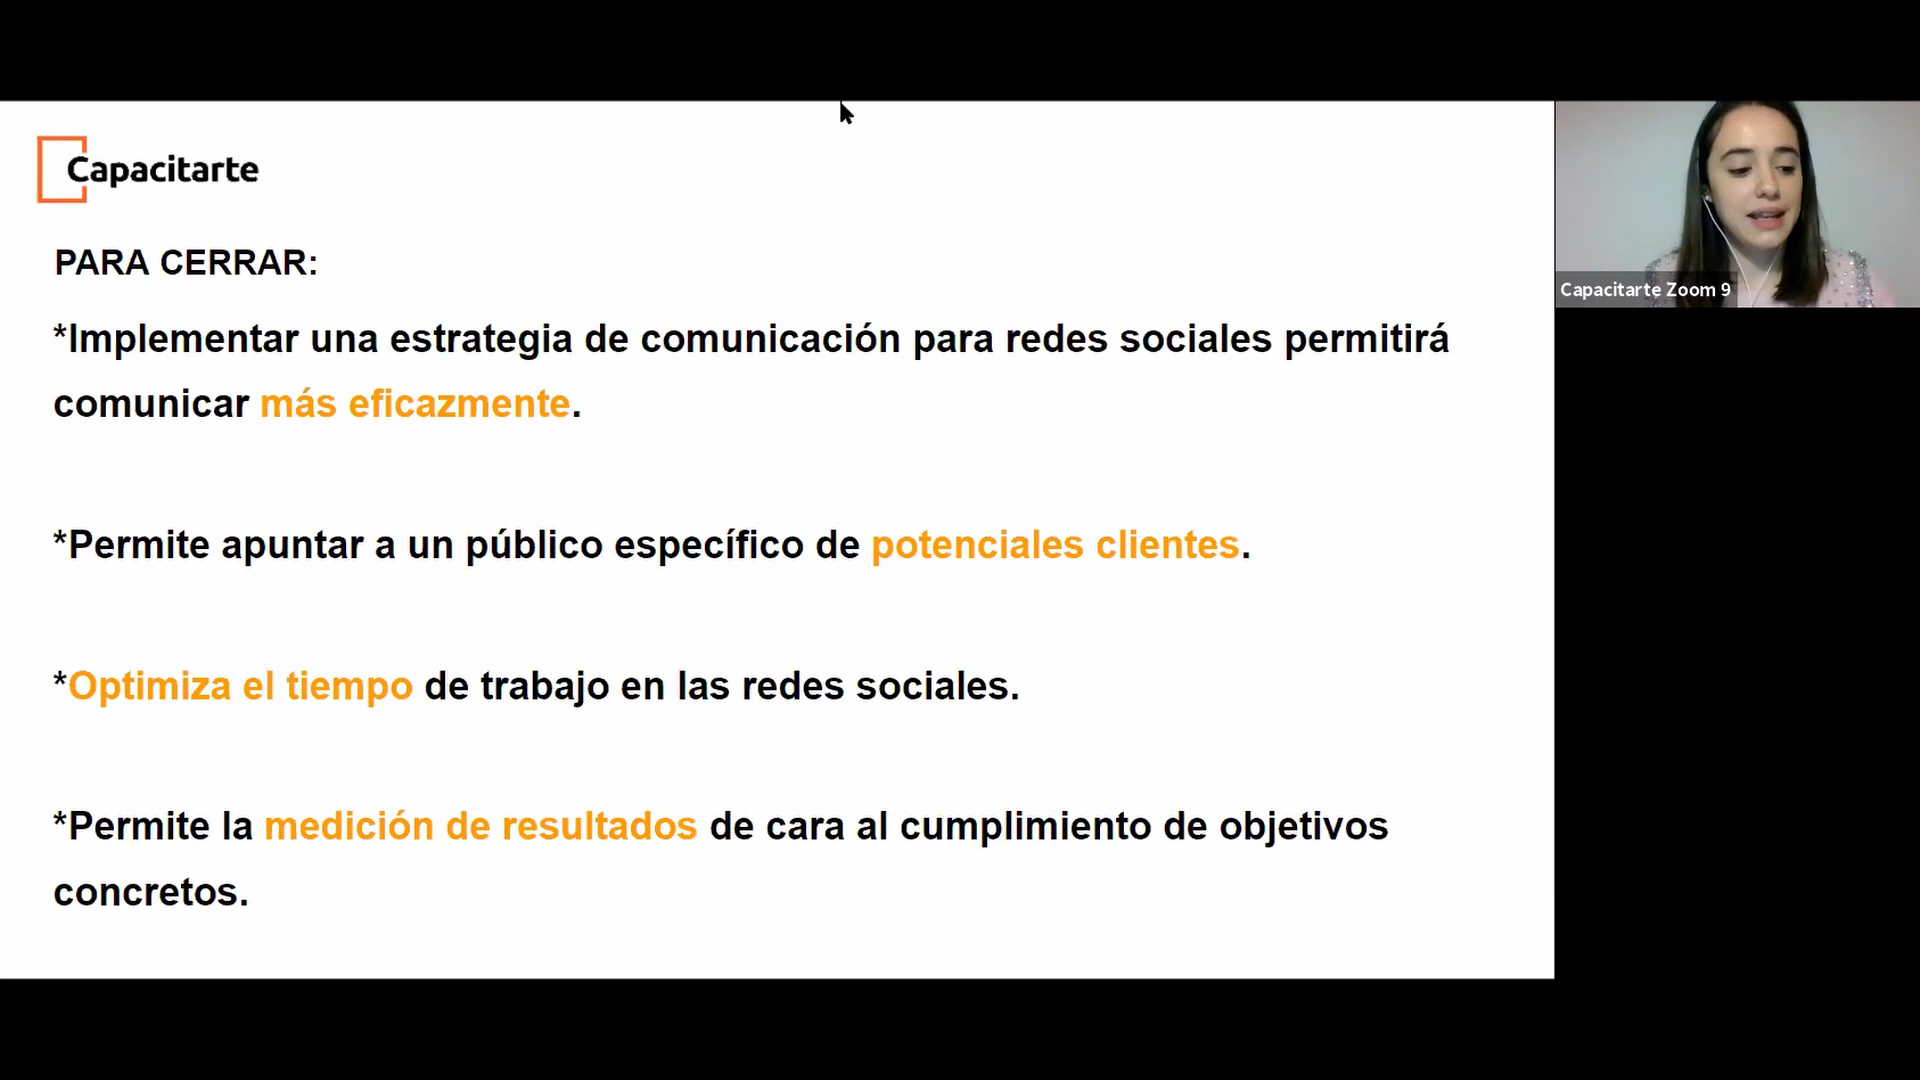 Capacitarte
PARA CERRAR:
*Implementar una estrategia de comunicación para redes sociales permitirá
comunicar más eficazmente.
*Permite apuntar a un público específico de potenciales clientes.
*Optimiza el tiempo de trabajo en las redes sociales.
*Permite la medición de resultados de cara al cumplimiento de objetivos
concretos.
Capacitarte Zoom 9